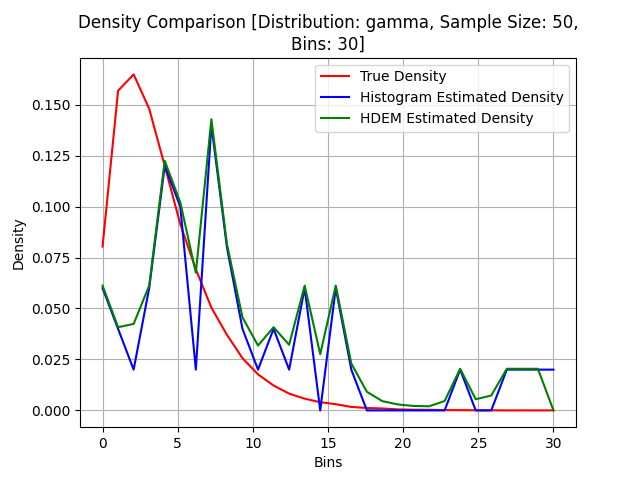 Density Comparison [Distribution: gamma, Sample Size: 50,
Bins: 30]
True Density
Histogram Estimated Density
HDEM Estimated Density
Density
0.150
0.125
0.100
0.075
0.050
0.025
0.000
0 5 10 15 20 25 30
Bins